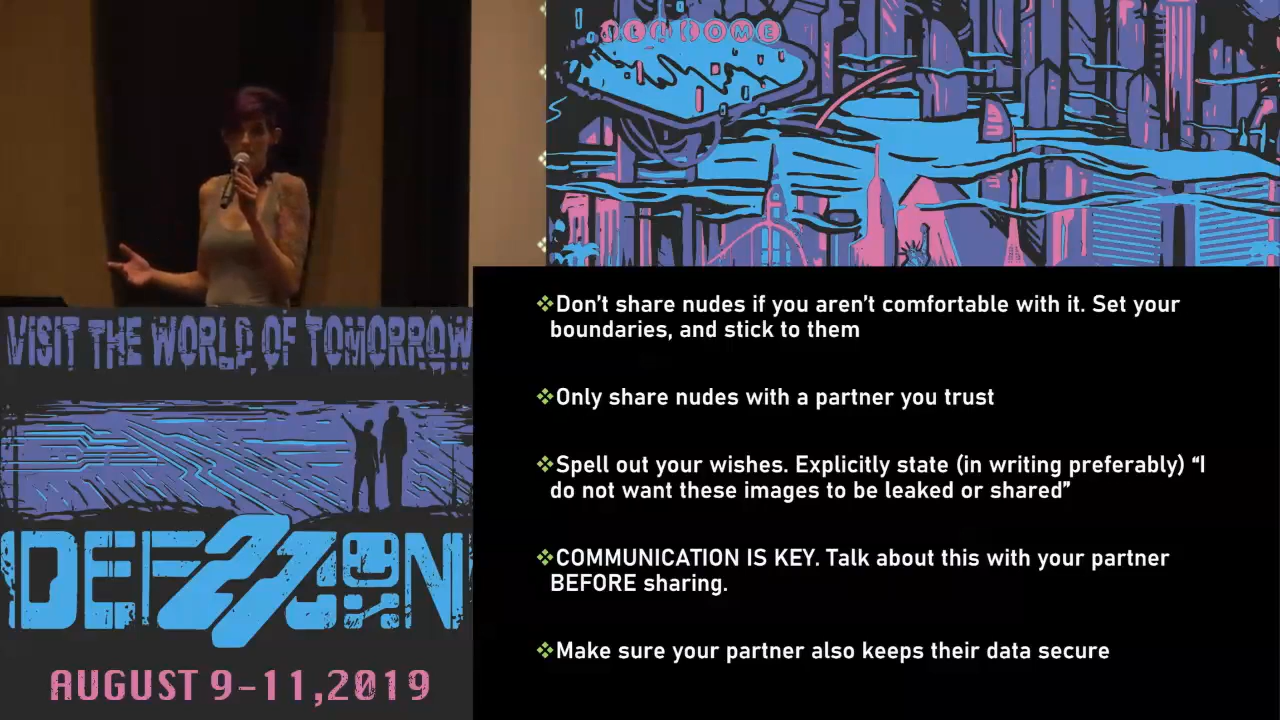 WELCOME
❖Don't share nudes if you aren't comfortable with it. Set your
boundaries, and stick to them
❖Only share nudes with a partner you trust
❖Spell out your wishes. Explicitly state (in writing preferably) “I
do not want these images to be leaked or shared”
❖COMMUNICATION IS KEY. Talk about this with your partner
BEFORE sharing.
❖Make sure your partner also keeps their data secure
VISIT THE WORLD OF TOMORROW
DEF27CON
AUGUST 9-11,2019